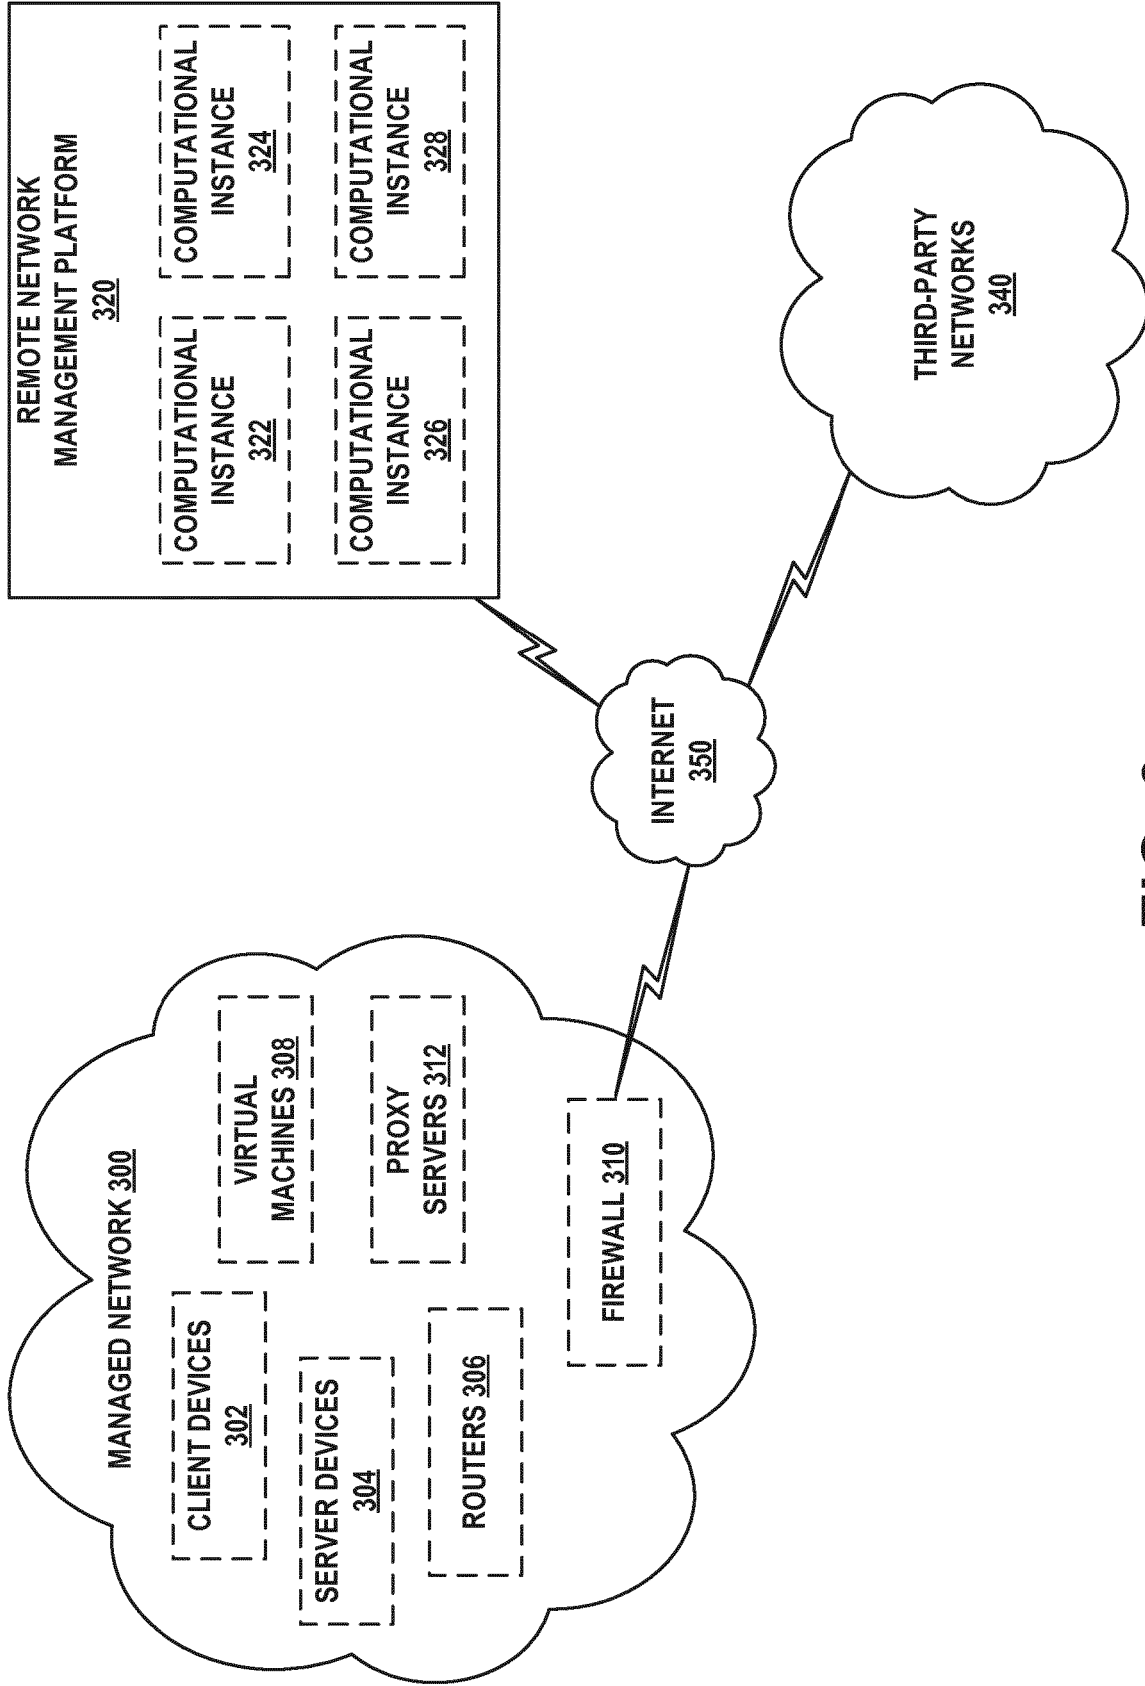 MANAGED NETWORK 300
CLIENT DEVICES
302
VIRTUAL
MACHINES 308
SERVER DEVICES
304
PROXY
SERVERS 312
ROUTERS 306
FIREWALL 310
INTERNET
350
REMOTE NETWORK
MANAGEMENT PLATFORM
320
COMPUTATIONAL
INSTANCE
322
COMPUTATIONAL
INSTANCE
324
COMPUTATIONAL
INSTANCE
326
COMPUTATIONAL
INSTANCE
328
THIRD-PARTY
NETWORKS
340